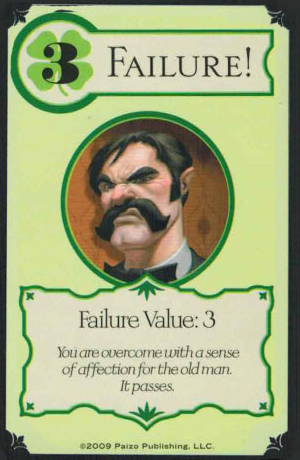 3 FAILURE!
Failure Value: 3
You are overcome with a sense
of affection for the old man.
It passes.
©2009 Paizo Publishing, LLC.